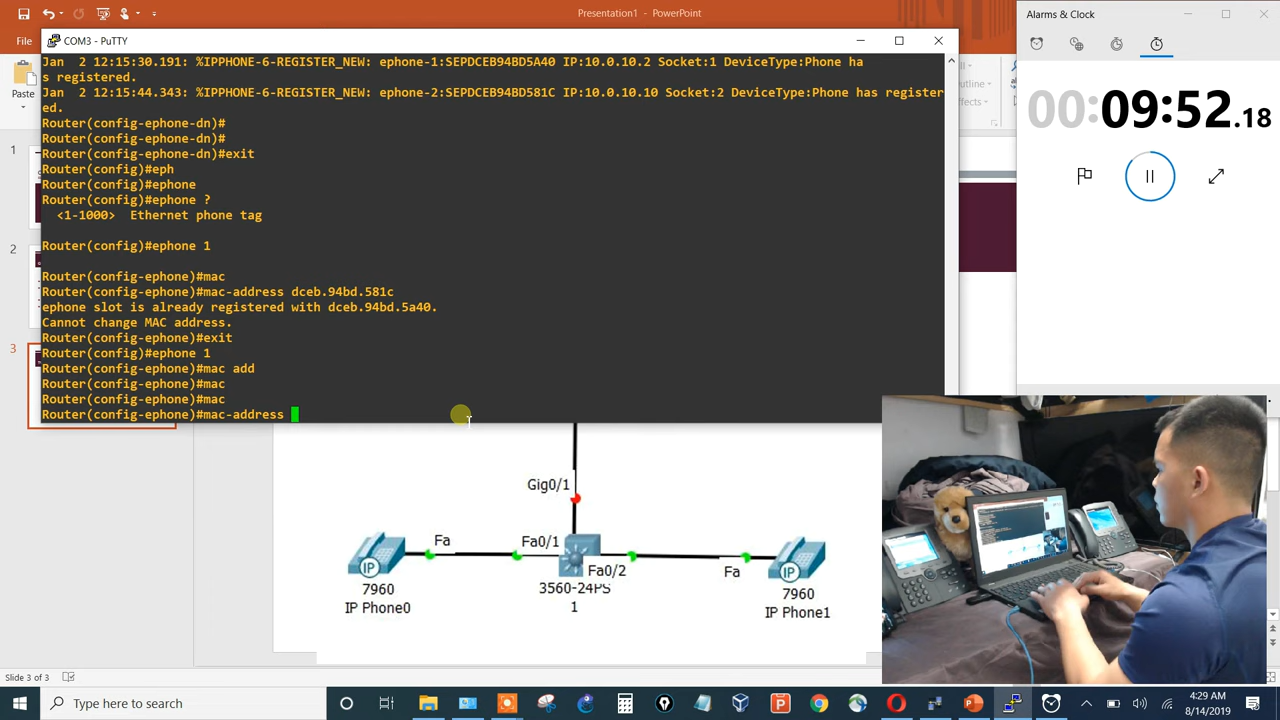 Presentation1 - PowerPoint
Alarms & Clock
File
COM3 - PuTTY
Paste
Jan  2 12:15:30.191: %IPPHONE-6-REGISTER_NEW: ephone-1:SEPDCEB94BD5A40 IP:10.0.10.2 Socket:1 DeviceType:Phone ha
s registered.
Jan  2 12:15:44.343: %IPPHONE-6-REGISTER_NEW: ephone-2:SEPDCEB94BD581C IP:10.0.10.10 Socket:2 DeviceType:Phone has register
ed.
Router(config-ephone-dn)#
Router(config-ephone-dn)#
Router(config-ephone-dn)#exit
Router(config)#eph
Router(config)#ephone
Router(config)#ephone ?
<1-1000>  Ethernet phone tag
Router(config)#ephone 1
Router(config-ephone)#mac
Router(config-ephone)#mac-address dceb.94bd.581c
ephone slot is already registered with dceb.94bd.5a40.
Cannot change MAC address.
Router(config-ephone)#exit
Router(config)#ephone 1
Router(config-ephone)#mac add
Router(config-ephone)#mac
Router(config-ephone)#mac
Router(config-ephone)#mac-address
00:09:52.18
1
2
3
Gig0/1
Fa
Fa0/1
Fa0/2
Fa
IP
7960
IP Phone0
3560-24PS
1
IP
7960
IP Phone1
Slide 3 of 3
Type here to search
4:29 AM
8/14/2019